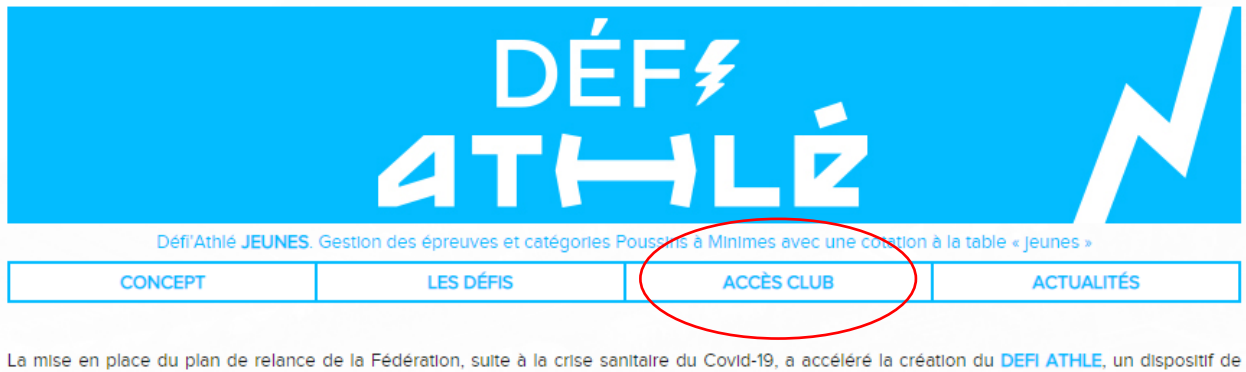 DÉFI
ATHLÉ
Défi'Athlé JEUNES. Gestion des épreuves et catégories Poussins à Minimes avec une cotation à la table « jeunes »
CONCEPT LES DÉFIS ACCÈS CLUB ACTUALITÉS
La mise en place du plan de relance de la Fédération, suite à la crise sanitaire du Covid-19, a accéléré la création du DEFI ATHLE, un dispositif de